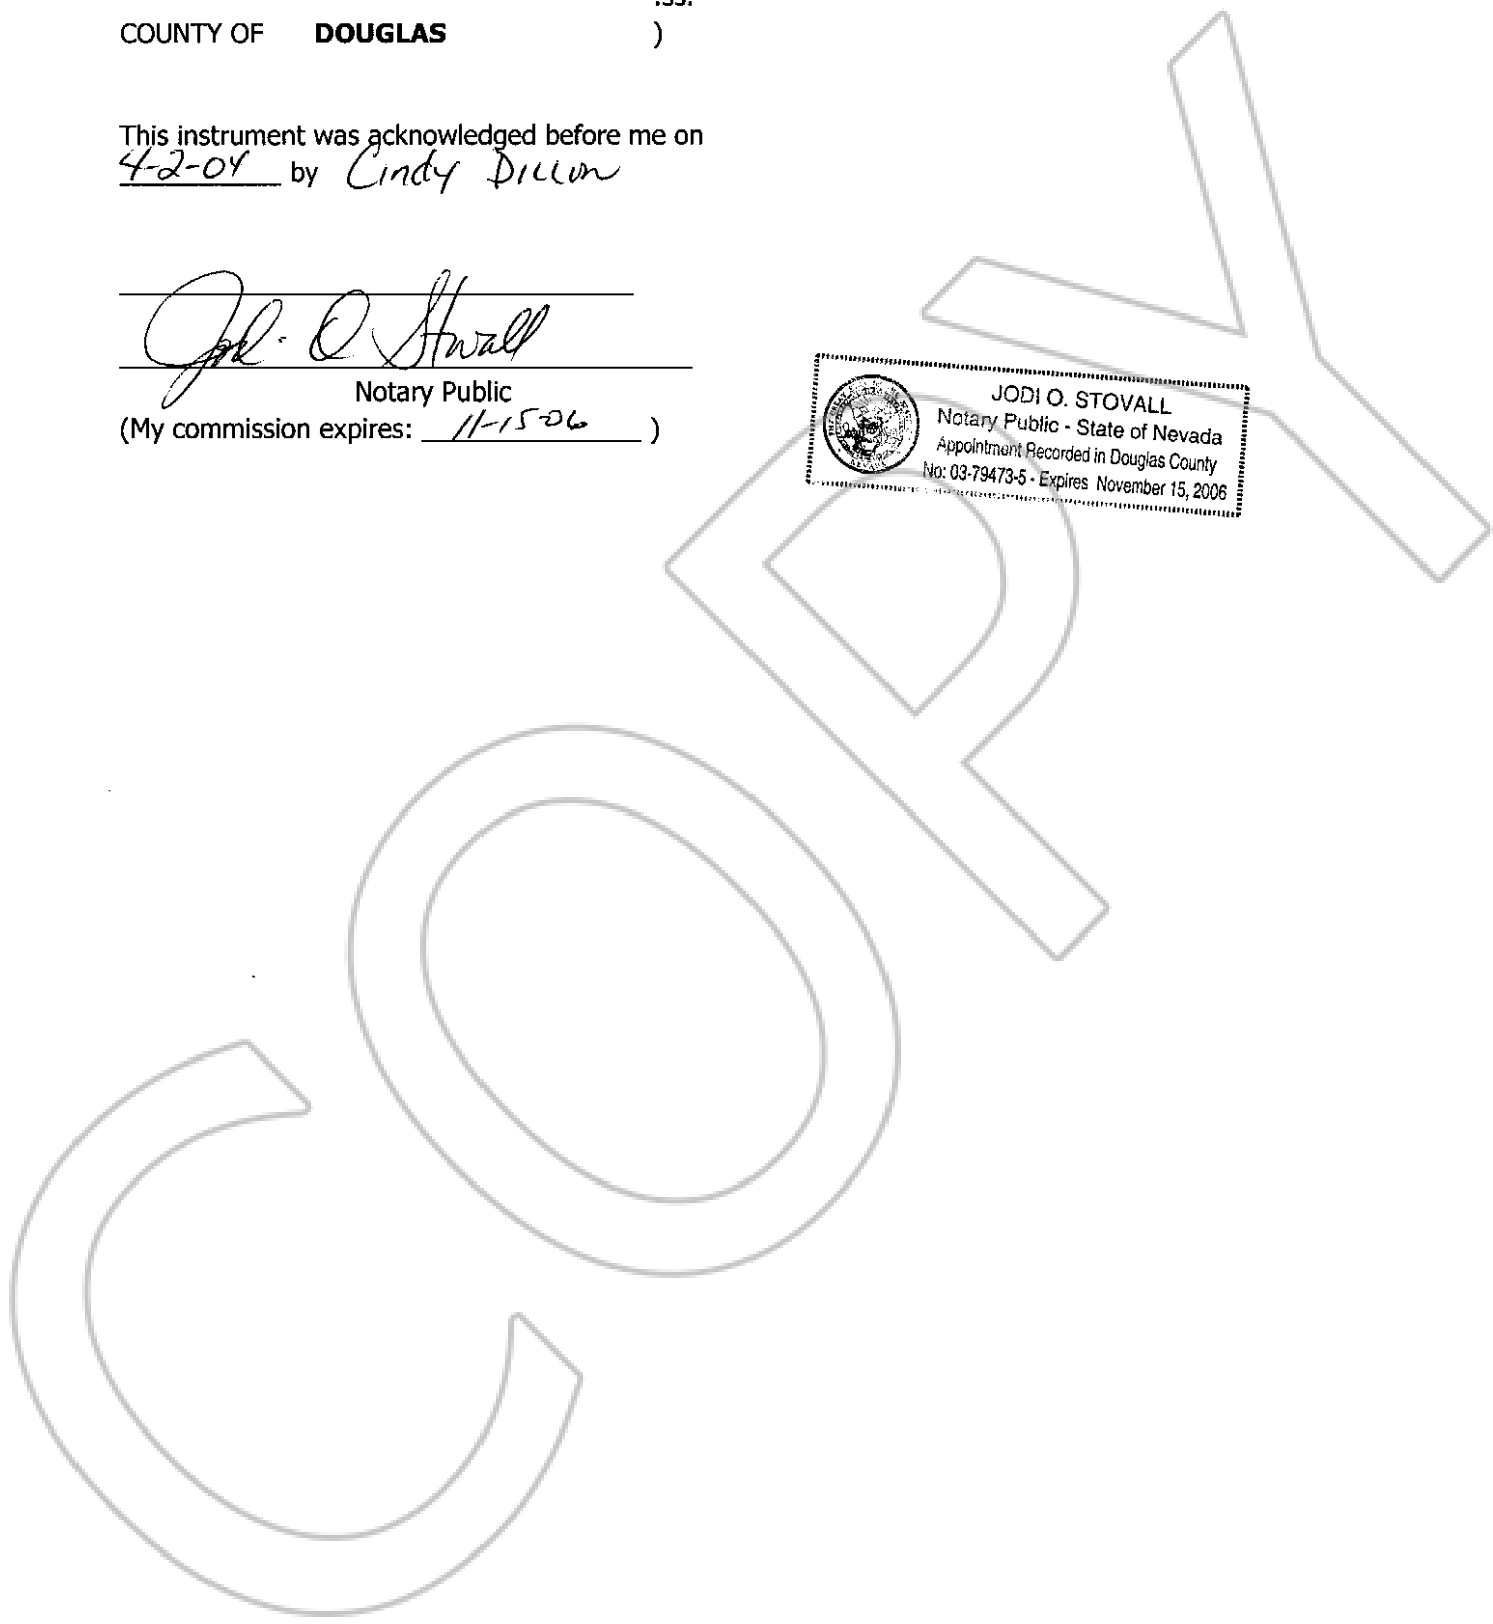 :ss.
COUNTY OF DOUGLAS )
This instrument was acknowledged before me on
4-2-04 by Cindy Dillon
Jodi O Stovall
Notary Public
(My commission expires: 11-15-06 )
JODI O. STOVALL
Notary Public - State of Nevada
Appointment Recorded in Douglas County
No: 03-79473-5 - Expires November 15, 2006
COPY